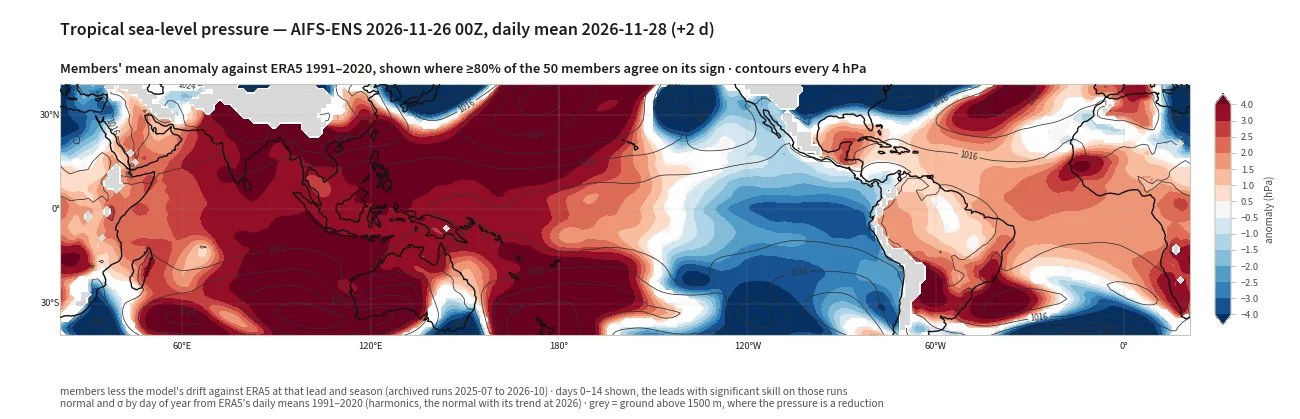 Tropical sea-level pressure — AIFS-ENS 2026-11-26 00Z, daily mean 2026-11-28 (+2 d)
Members' mean anomaly against ERA5 1991–2020, shown where ≥80% of the 50 members agree on its sign · contours every 4 hPa
30°N
0°
30°S
1024
1016
1016
1024
1016
1016
1016
1016
1016
60°E
120°E
180°
120°W
60°W
0°
4.0
3.0
2.5
2.0
1.5
1.0
0.5
−0.5
−1.0
−1.5
−2.0
−2.5
−3.0
−4.0
anomaly (hPa)
members less the model's drift against ERA5 at that lead and season (archived runs 2025-07 to 2026-10) · days 0–14 shown, the leads with significant skill on those runs
normal and σ by day of year from ERA5's daily means 1991–2020 (harmonics, the normal with its trend at 2026) · grey = ground above 1500 m, where the pressure is a reduction